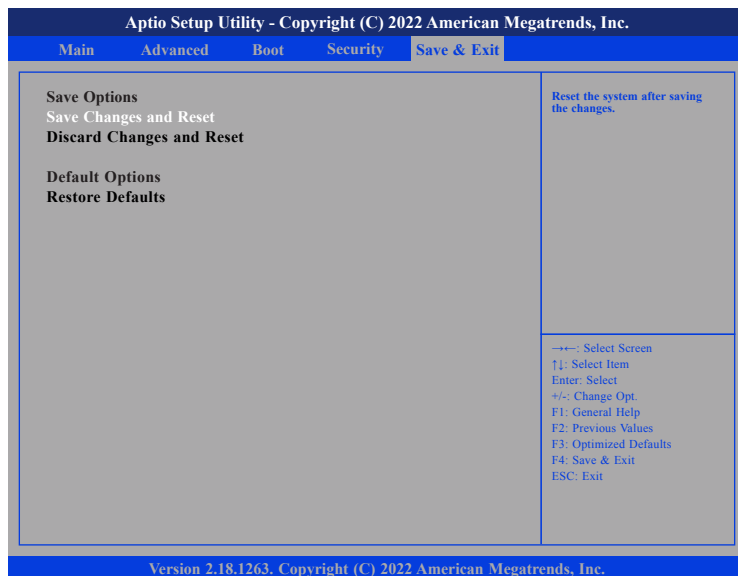 Aptio Setup Utility - Copyright (C) 2022 American Megatrends, Inc.
Main Advanced Boot Security Save & Exit
Save Options
Save Changes and Reset
Discard Changes and Reset
Default Options
Restore Defaults
Reset the system after saving
the changes.
→←: Select Screen
↑↓: Select Item
Enter: Select
+/-: Change Opt.
F1: General Help
F2: Previous Values
F3: Optimized Defaults
F4: Save & Exit
ESC: Exit
Version 2.18.1263. Copyright (C) 2022 American Megatrends, Inc.